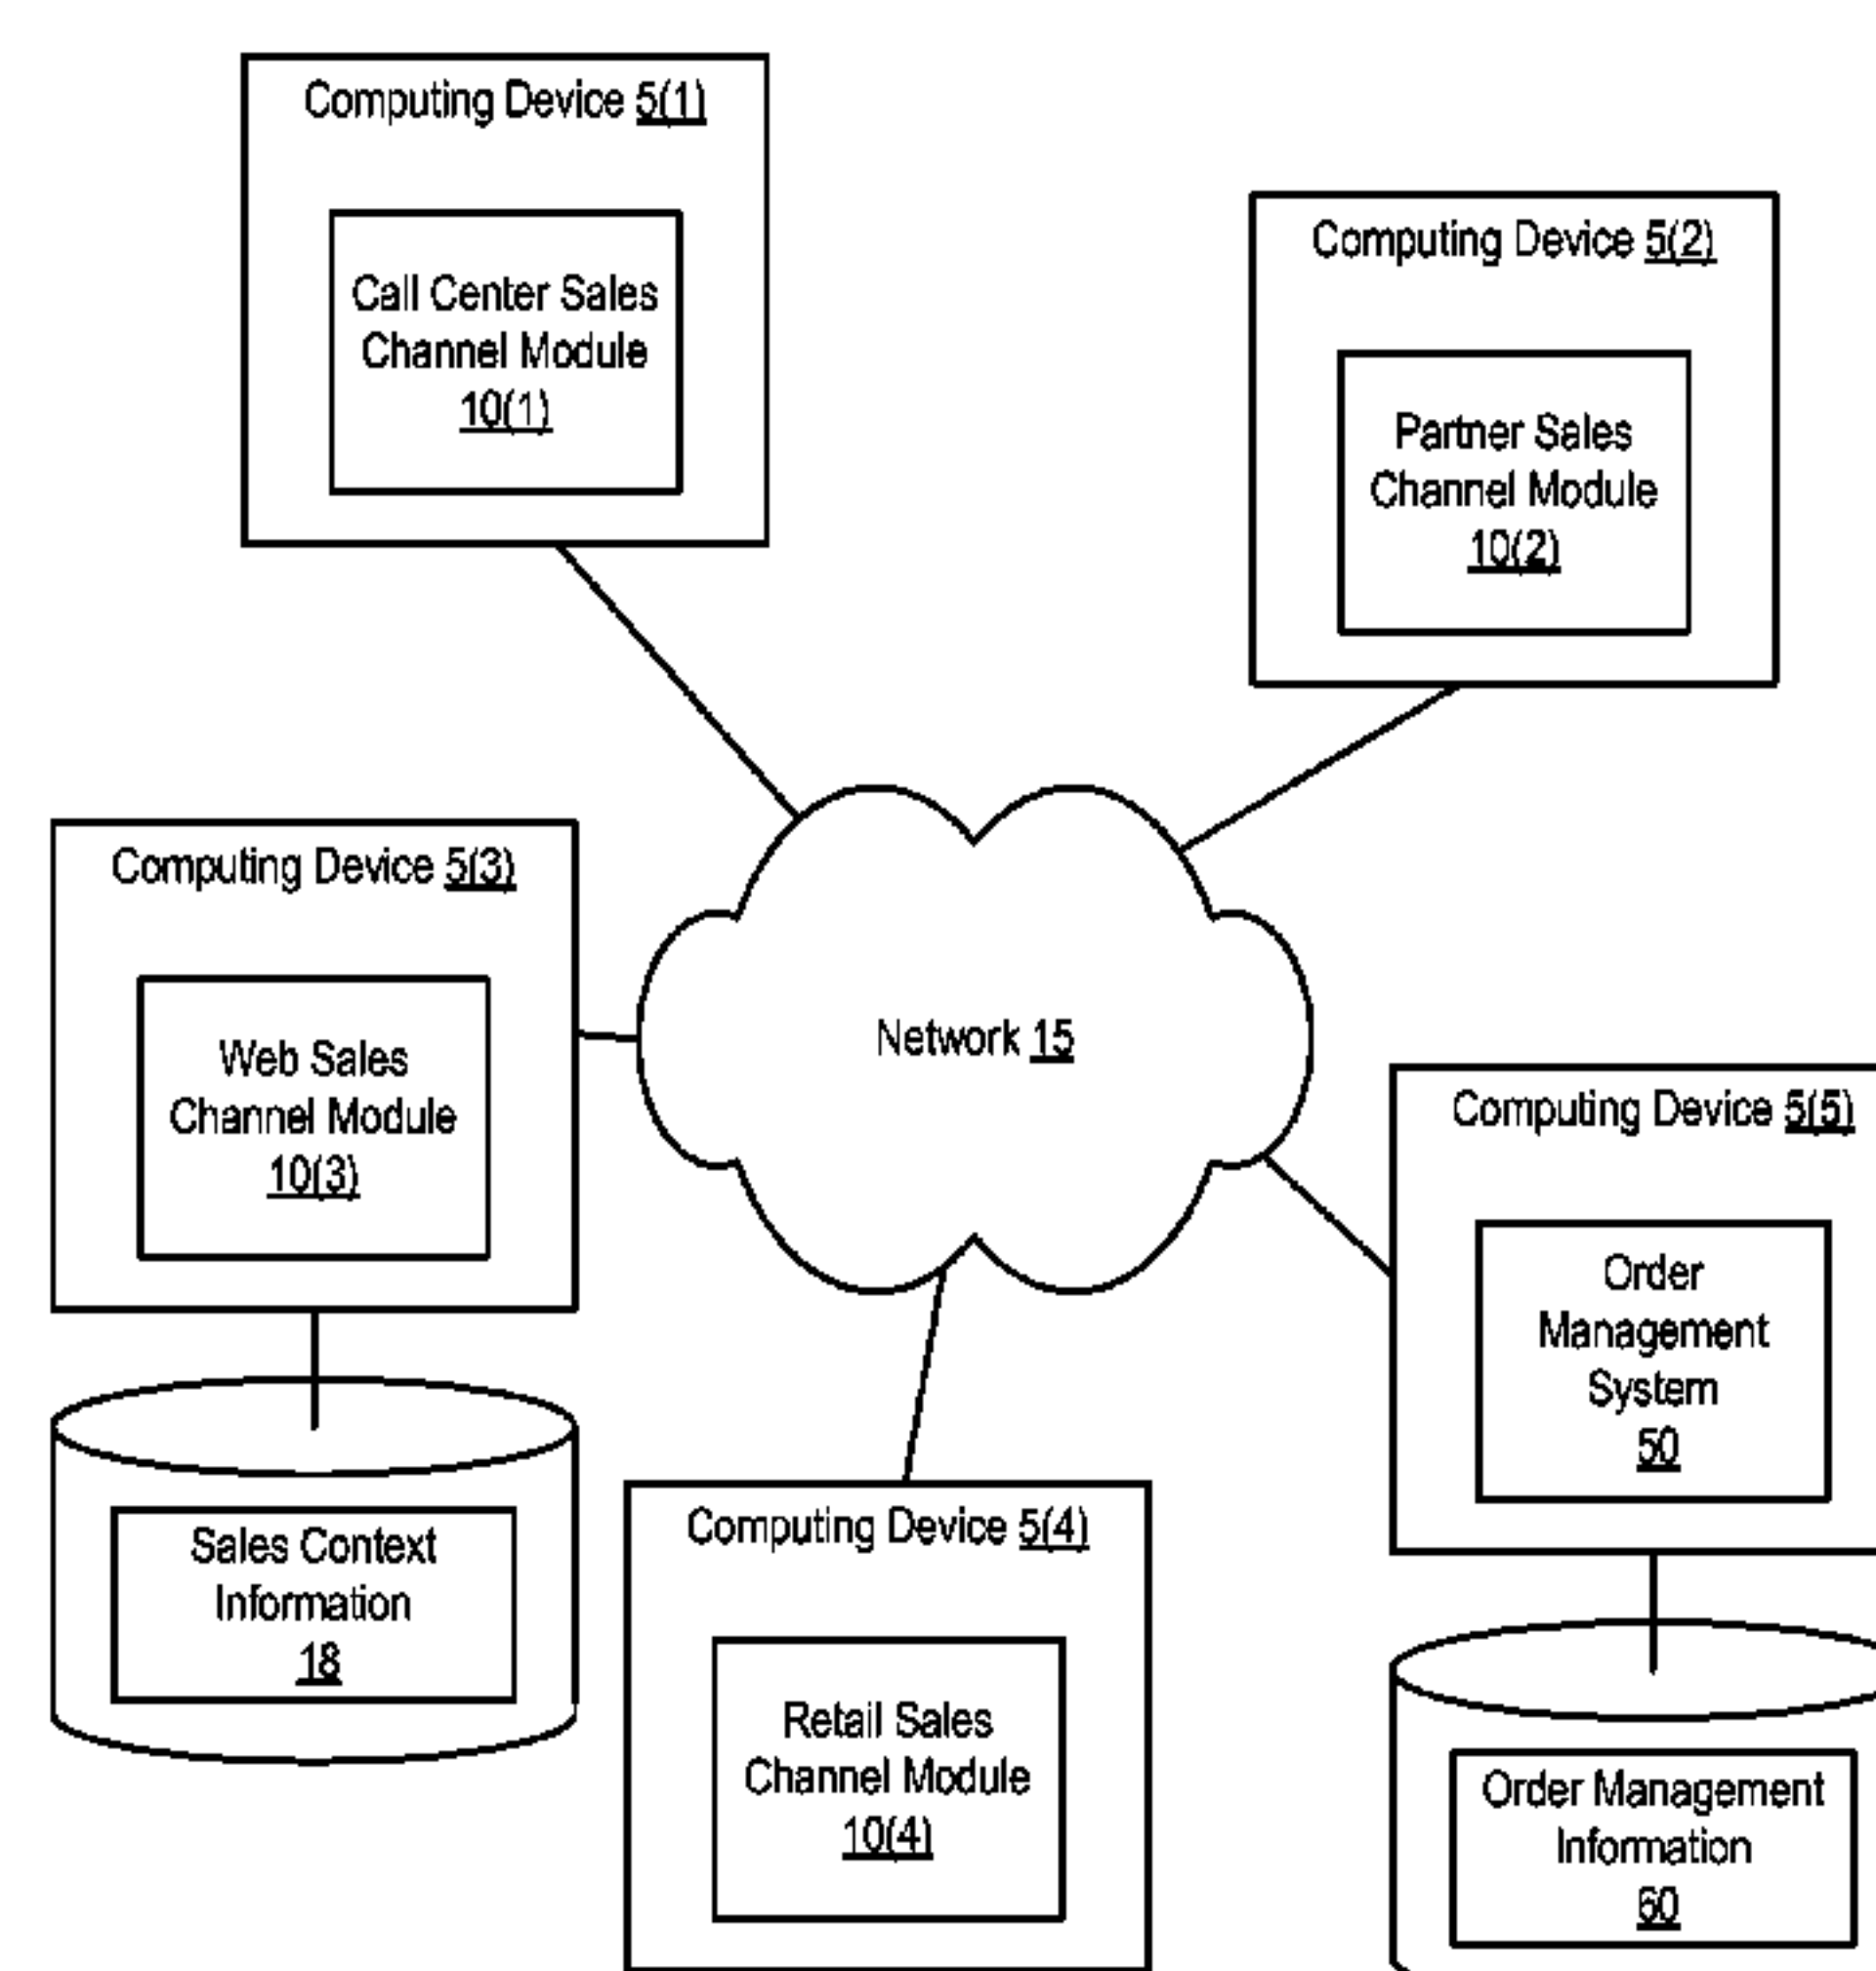 Computing Device 5(1)
Call Center Sales
Channel Module
10(1)
Computing Device 5(2)
Partner Sales
Channel Module
10(2)
Computing Device 5(3)
Web Sales
Channel Module
10(3)
Network 15
Computing Device 5(5)
Order
Management
System
50
Sales Context
Information
18
Computing Device 5(4)
Retail Sales
Channel Module
10(4)
Order Management
Information
60